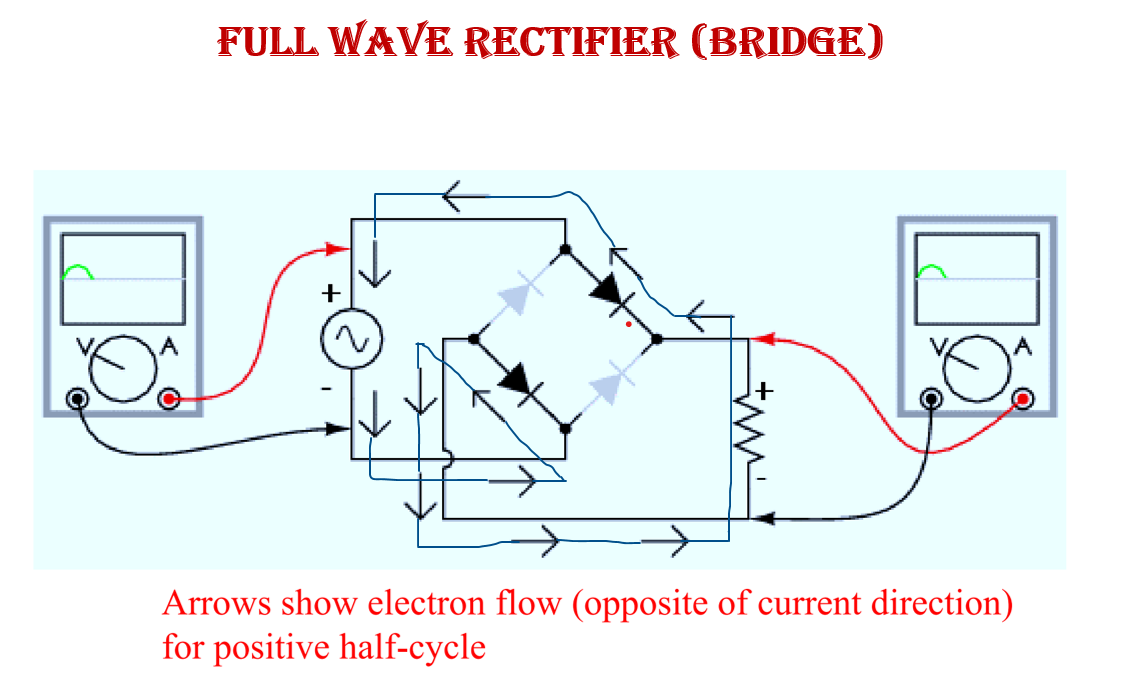 FULL WAVE RECTIFIER (BRIDGE)
V A
+
-
+
-
V A
Arrows show electron flow (opposite of current direction)
for positive half-cycle